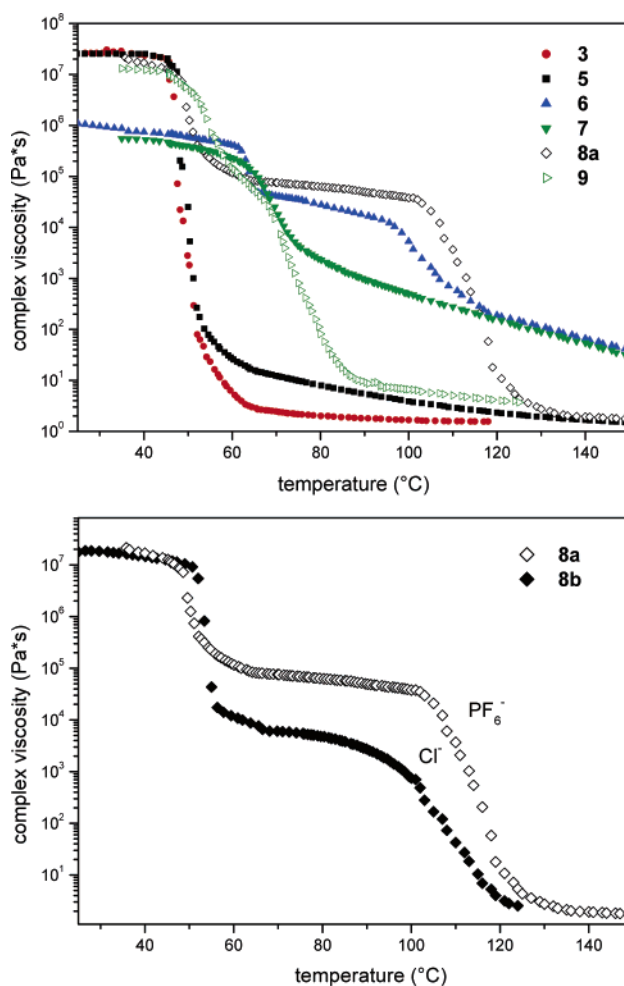 10⁸
10⁷
10⁶
10⁵
10⁴
10³
10²
10¹
10⁰
complex viscosity (Pa*s)
3
5
6
7
8a
9
40 60 80 100 120 140
temperature (°C)
10⁷
10⁶
10⁵
10⁴
10³
10²
10¹
complex viscosity (Pa*s)
8a
8b
PF₆⁻
Cl⁻
40 60 80 100 120 140
temperature (°C)